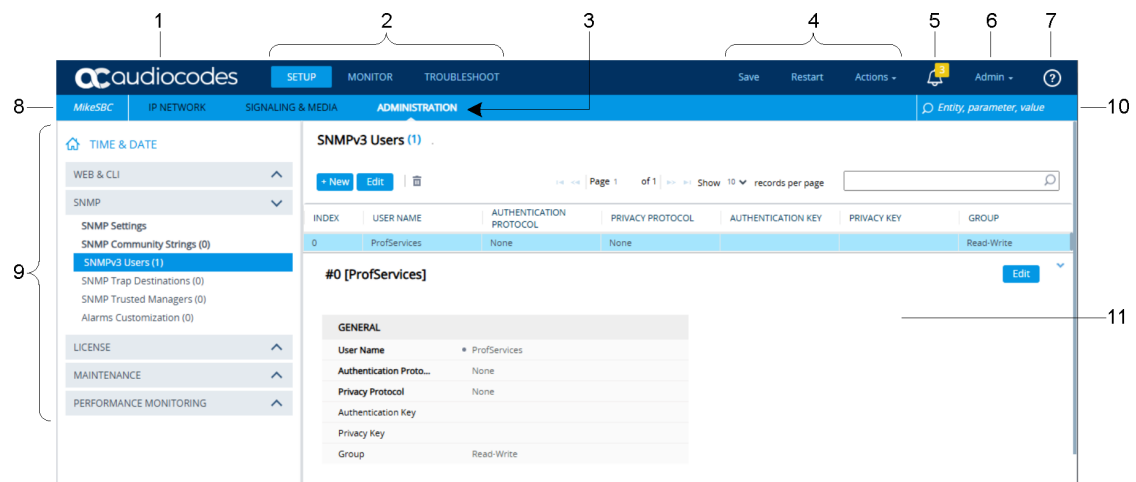 1 2 3 4 5 6 7
audiocodes SETUP MONITOR TROUBLESHOOT Save Restart Actions 3 Admin ?
8 MikeSBC IP NETWORK SIGNALING & MEDIA ADMINISTRATION Entity, parameter, value 10
9
TIME & DATE
WEB & CLI
SNMP
SNMP Settings
SNMP Community Strings (0)
SNMPv3 Users (1)
SNMP Trap Destinations (0)
SNMP Trusted Managers (0)
Alarms Customization (0)
LICENSE
MAINTENANCE
PERFORMANCE MONITORING
SNMPv3 Users (1)
+ New Edit Page 1 of 1 Show 10 records per page
INDEX USER NAME AUTHENTICATION PROTOCOL PRIVACY PROTOCOL AUTHENTICATION KEY PRIVACY KEY GROUP
0 ProfServices None None Read-Write
#0 [ProfServices] Edit
11
GENERAL
User Name ProfServices
Authentication Proto... None
Privacy Protocol None
Authentication Key
Privacy Key
Group Read-Write